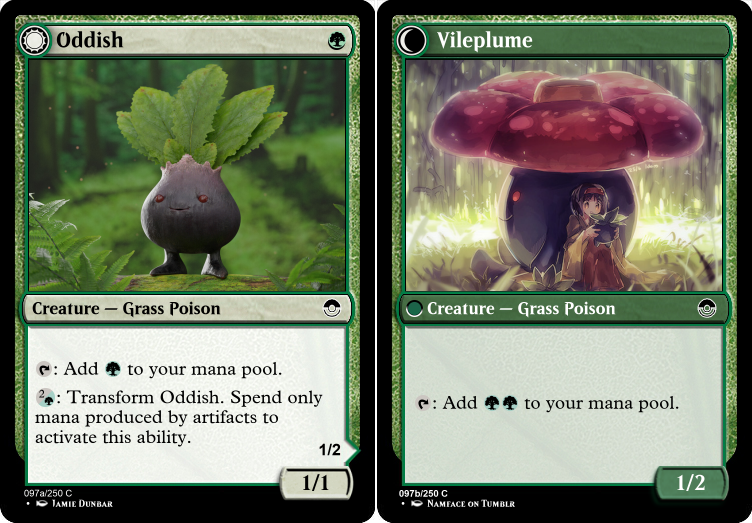 Oddish
Creature — Grass Poison
: Add to your mana pool.
2: Transform Oddish. Spend only
mana produced by artifacts to
activate this ability.
1/2
1/1
097a/250 C
• Jamie Dunbar
Vileplume
Creature — Grass Poison
: Add to your mana pool.
1/2
097b/250 C
• Nameface on Tumblr